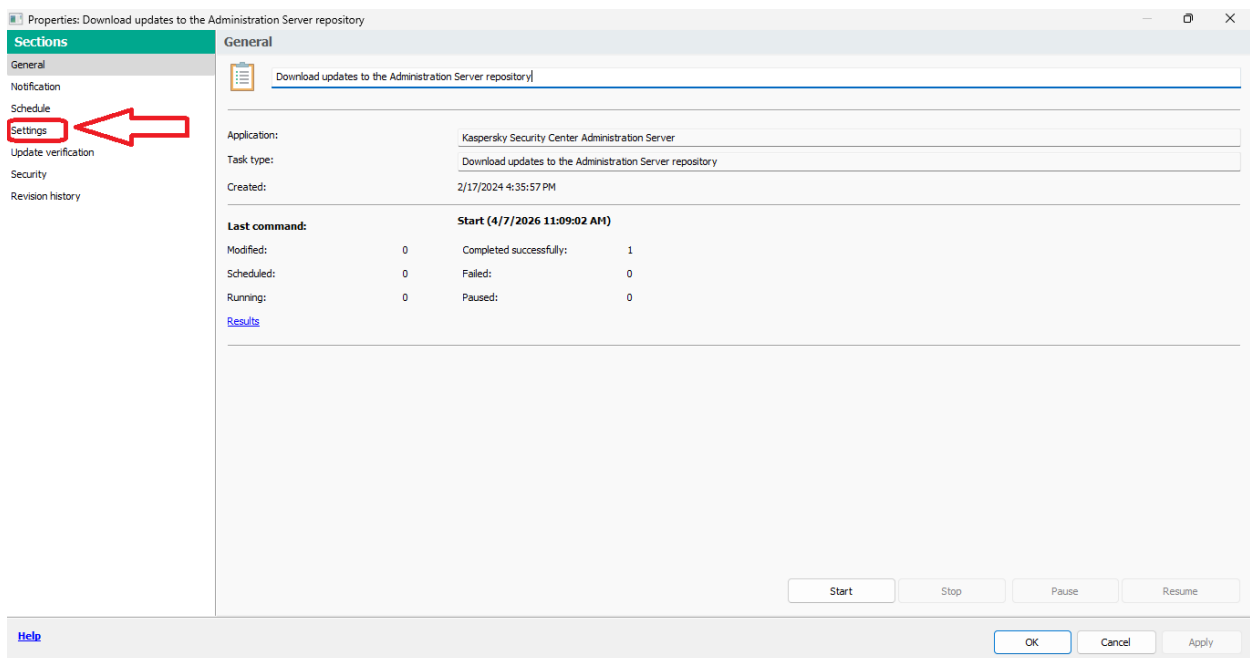 Properties: Download updates to the Administration Server repository
Sections
General
Notification
Schedule
Settings
Update verification
Security
Revision history
General
Download updates to the Administration Server repository
Application: Kaspersky Security Center Administration Server
Task type: Download updates to the Administration Server repository
Created: 2/17/2024 4:35:57 PM
Last command: Start (4/7/2026 11:09:02 AM)
Modified: 0 Completed successfully: 1
Scheduled: 0 Failed: 0
Running: 0 Paused: 0
Results
Start Stop Pause Resume
Help
OK Cancel Apply